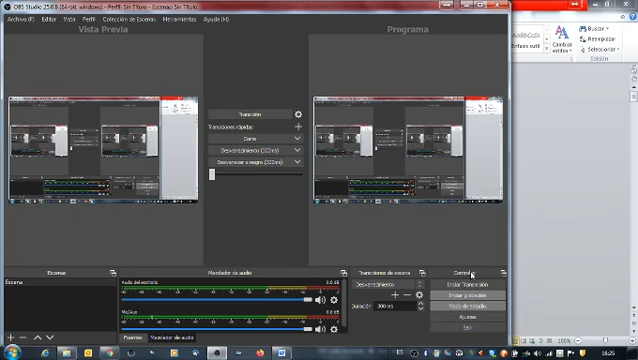 OBS Studio 25.0.8 (64-bit, windows) - Perfil: Sin Título - Escenas: Sin Título
Archivo (F) Editar Vista Perfil Colección de Escenas Herramientas Ayuda (H)
Vista Previa
Programa
Transición
Transiciones rápidas
Corte
Desvanecimiento (300ms)
Desvanecer a negro (300ms)
Buscar
Reemplazar
Seleccionar
Cambiar estilos
Énfasis sutil
Edición
Escenas
Mezclador de audio
Transiciones de escena
Controles
Escena
Audio del escritorio 0.0 dB
Mic/Aux 0.0 dB
Desvanecimiento
Duración 300 ms
Iniciar Transmisión
Iniciar grabación
Modo de estudio
Ajustes
Salir
Fuentes Mezclador de audio
100%
ES
16:25